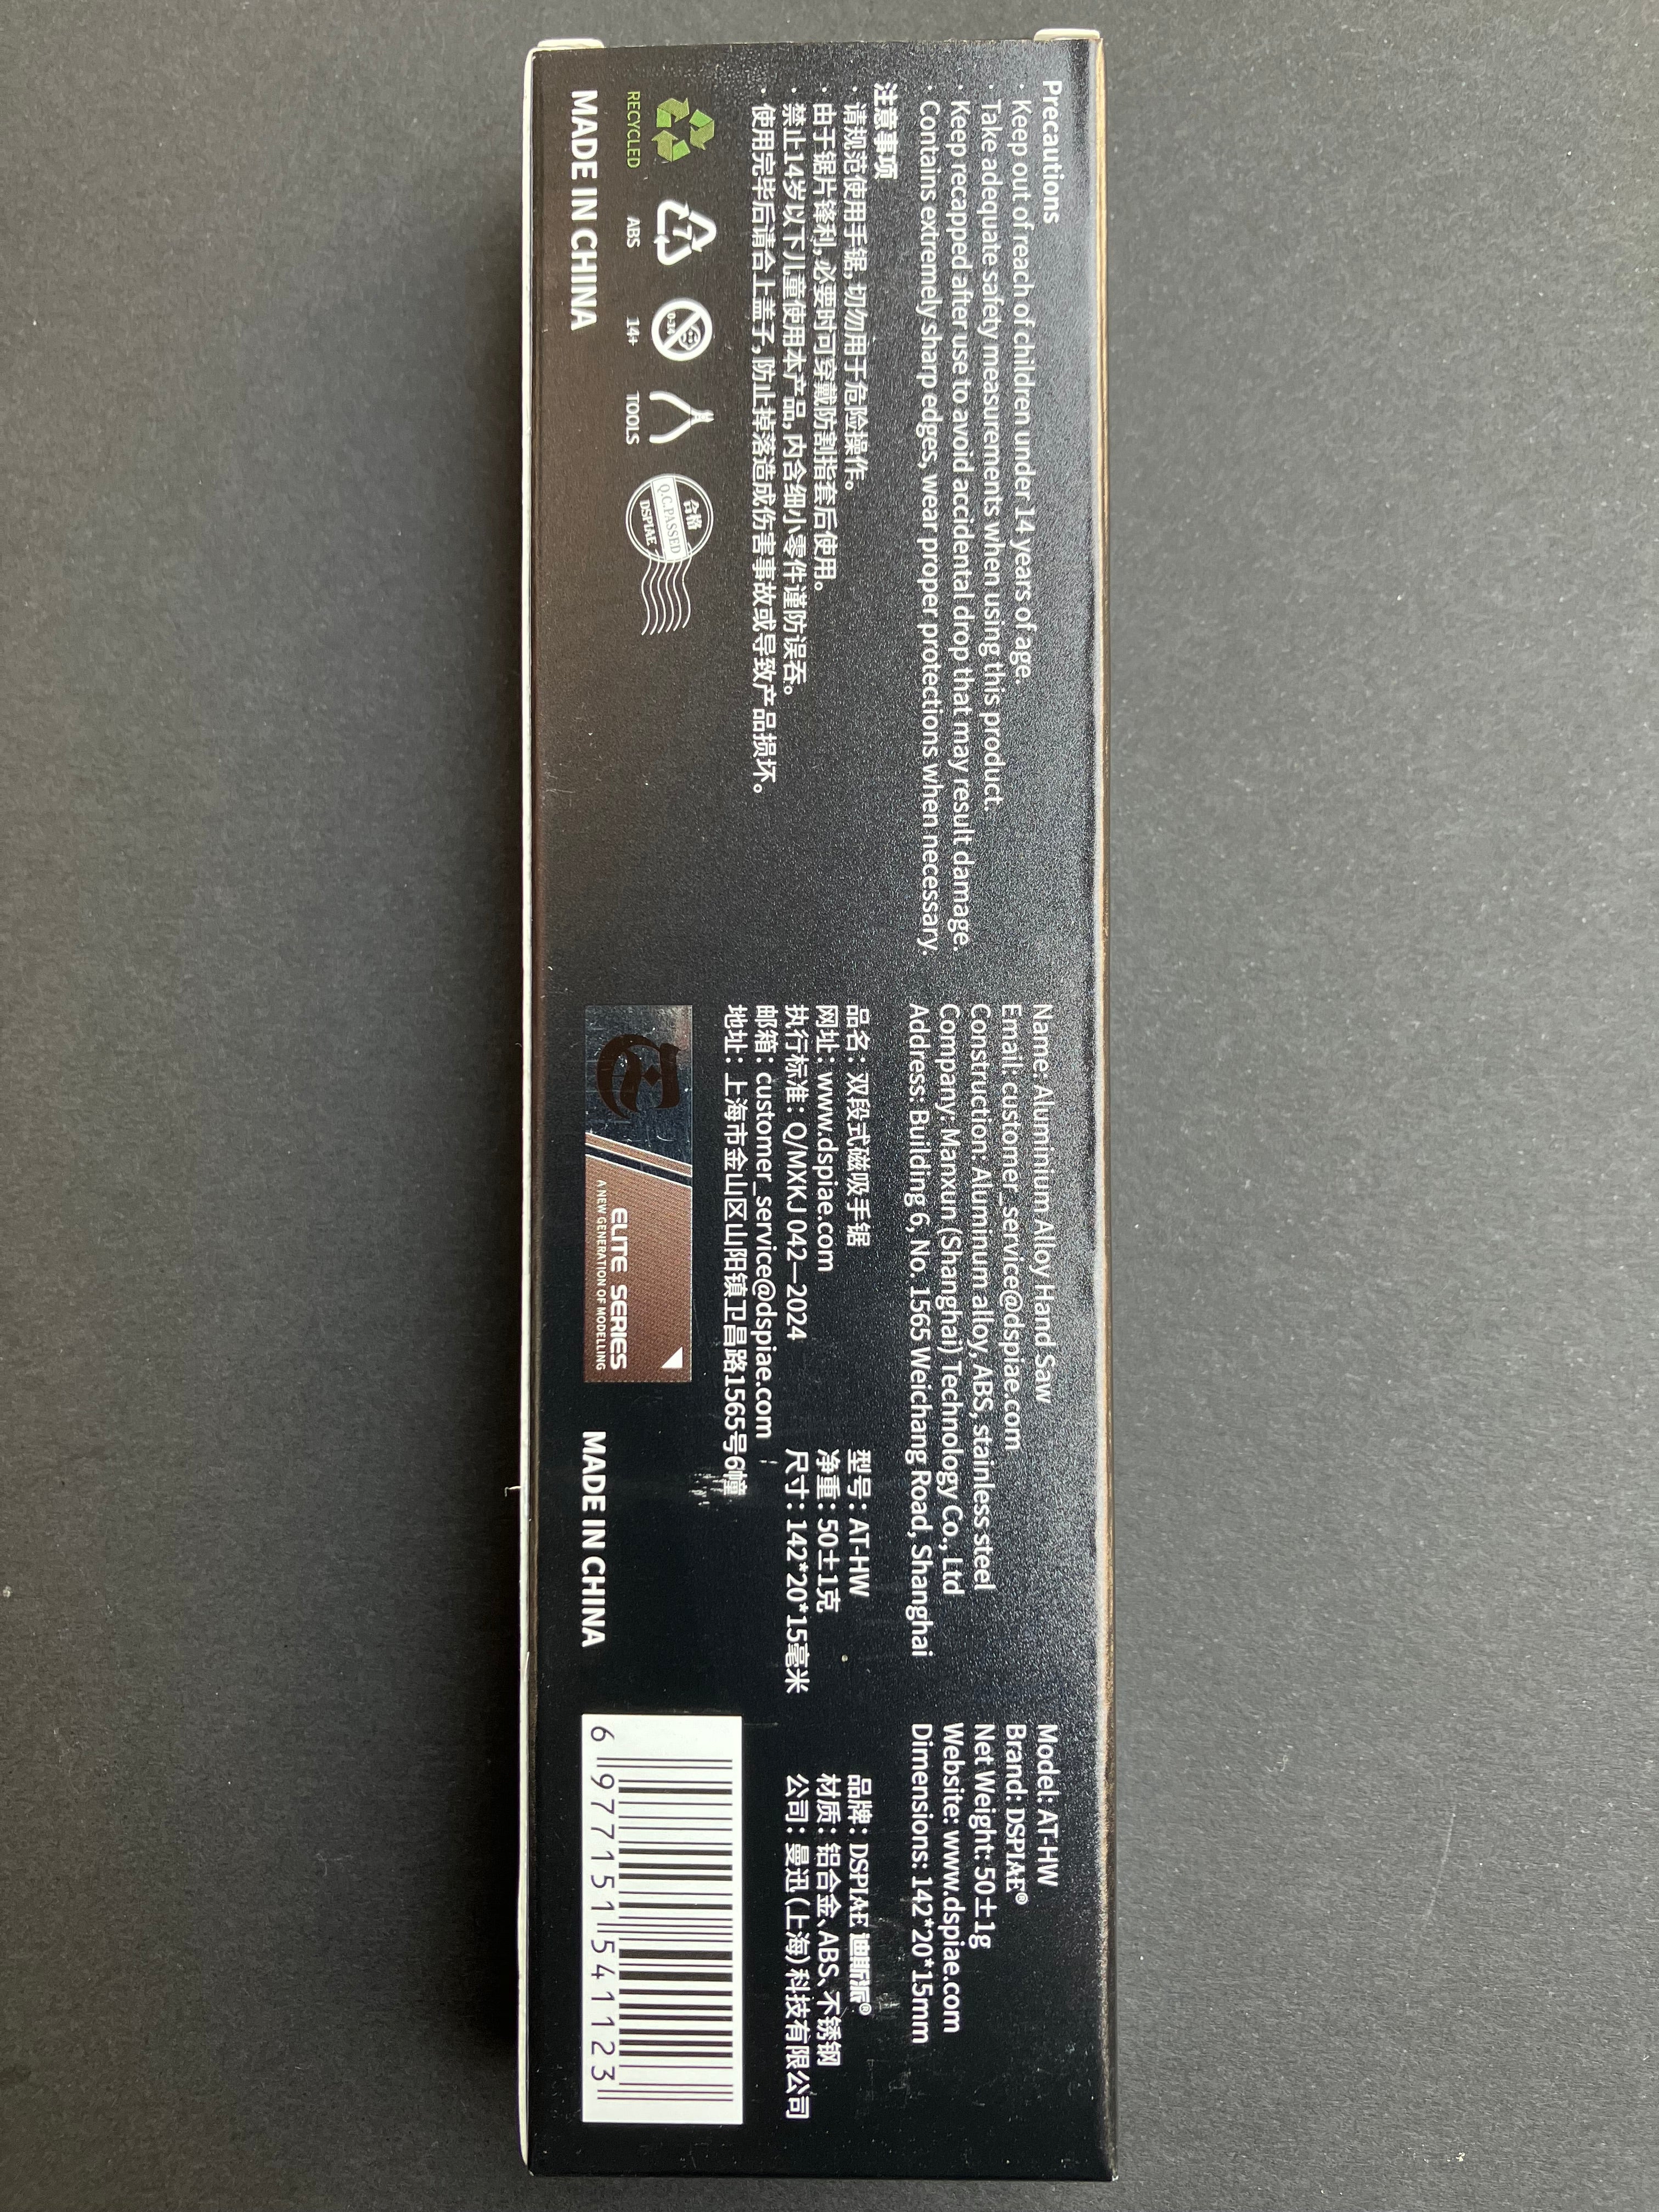 Precautions
· Keep out of reach of children under 14 years of age.
· Take adequate safety measurements when using this product.
· Keep recapped after use to avoid accidental drop that may result damage.
· Contains extremely sharp edges, wear proper protections when necessary.
注意事项
· 请规范使用手锯，切勿用于危险操作。
· 由于锯片锋利，必要时可穿戴防割指套后使用。
· 禁止14岁以下儿童使用本产品，内含细小零件谨防误吞。
· 使用完毕后请合上盖子，防止掉落造成伤害事故或导致产品损坏。
7
0-3
合格
Q.C.PASSED
DSPIAE
RECYCLED
ABS
14+
TOOLS
MADE IN CHINA
Name: Aluminium Alloy Hand Saw
Email: customer_service@dspiae.com
Construction: Aluminum alloy, ABS, stainless steel
Company: Manxun (Shanghai) Technology Co., Ltd
Address: Building 6, No.1565 Weichang Road, Shanghai
Model: AT-HW
Brand: DSPIAE®
Net Weight: 50±1g
Website: www.dspiae.com
Dimensions: 142*20*15mm
品名：双段式磁吸手锯
网址：www.dspiae.com
执行标准：Q/MXKJ 042—2024
邮箱：customer_service@dspiae.com
地址：上海市金山区山阳镇卫昌路1565号6幢
型号：AT-HW
净重：50±1克
尺寸：142*20*15毫米
品牌：DSPIAE 迪斯派®
材质：铝合金、ABS、不锈钢
公司：曼迅（上海）科技有限公司
ELITE SERIES
A NEW GENERATION OF MODELLING
MADE IN CHINA
6 977151 541123